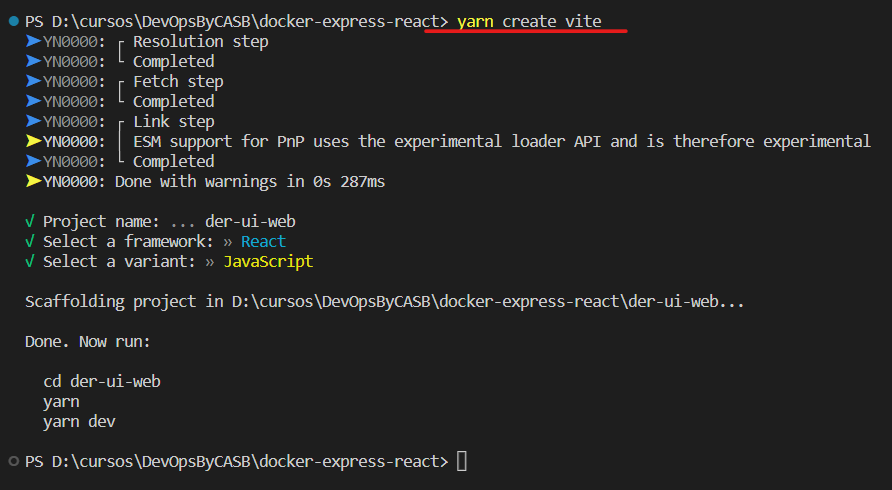 PS D:\cursos\DevOpsByCASB\docker-express-react> yarn create vite
➤ YN0000: ┌ Resolution step
➤ YN0000: └ Completed
➤ YN0000: ┌ Fetch step
➤ YN0000: └ Completed
➤ YN0000: ┌ Link step
➤ YN0000: │ ESM support for PnP uses the experimental loader API and is therefore experimental
➤ YN0000: └ Completed
➤ YN0000: Done with warnings in 0s 287ms
√ Project name: ... der-ui-web
√ Select a framework: » React
√ Select a variant: » JavaScript
Scaffolding project in D:\cursos\DevOpsByCASB\docker-express-react\der-ui-web...
Done. Now run:
cd der-ui-web
yarn
yarn dev
PS D:\cursos\DevOpsByCASB\docker-express-react>